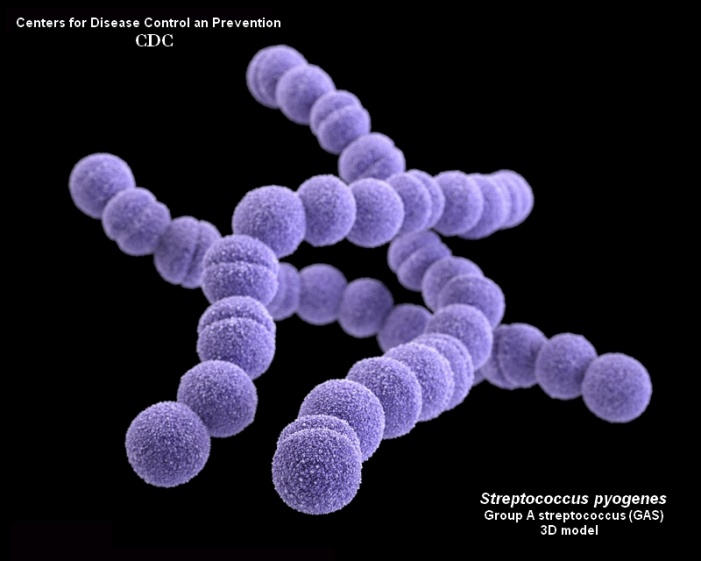 Centers for Disease Control an Prevention
CDC
Streptococcus pyogenes
Group A streptococcus (GAS)
3D model